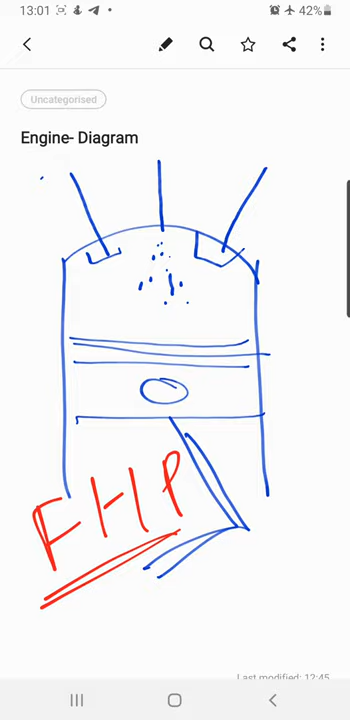 13:01 42%
Uncategorised
Engine- Diagram
FHP
Last modified: 12:45